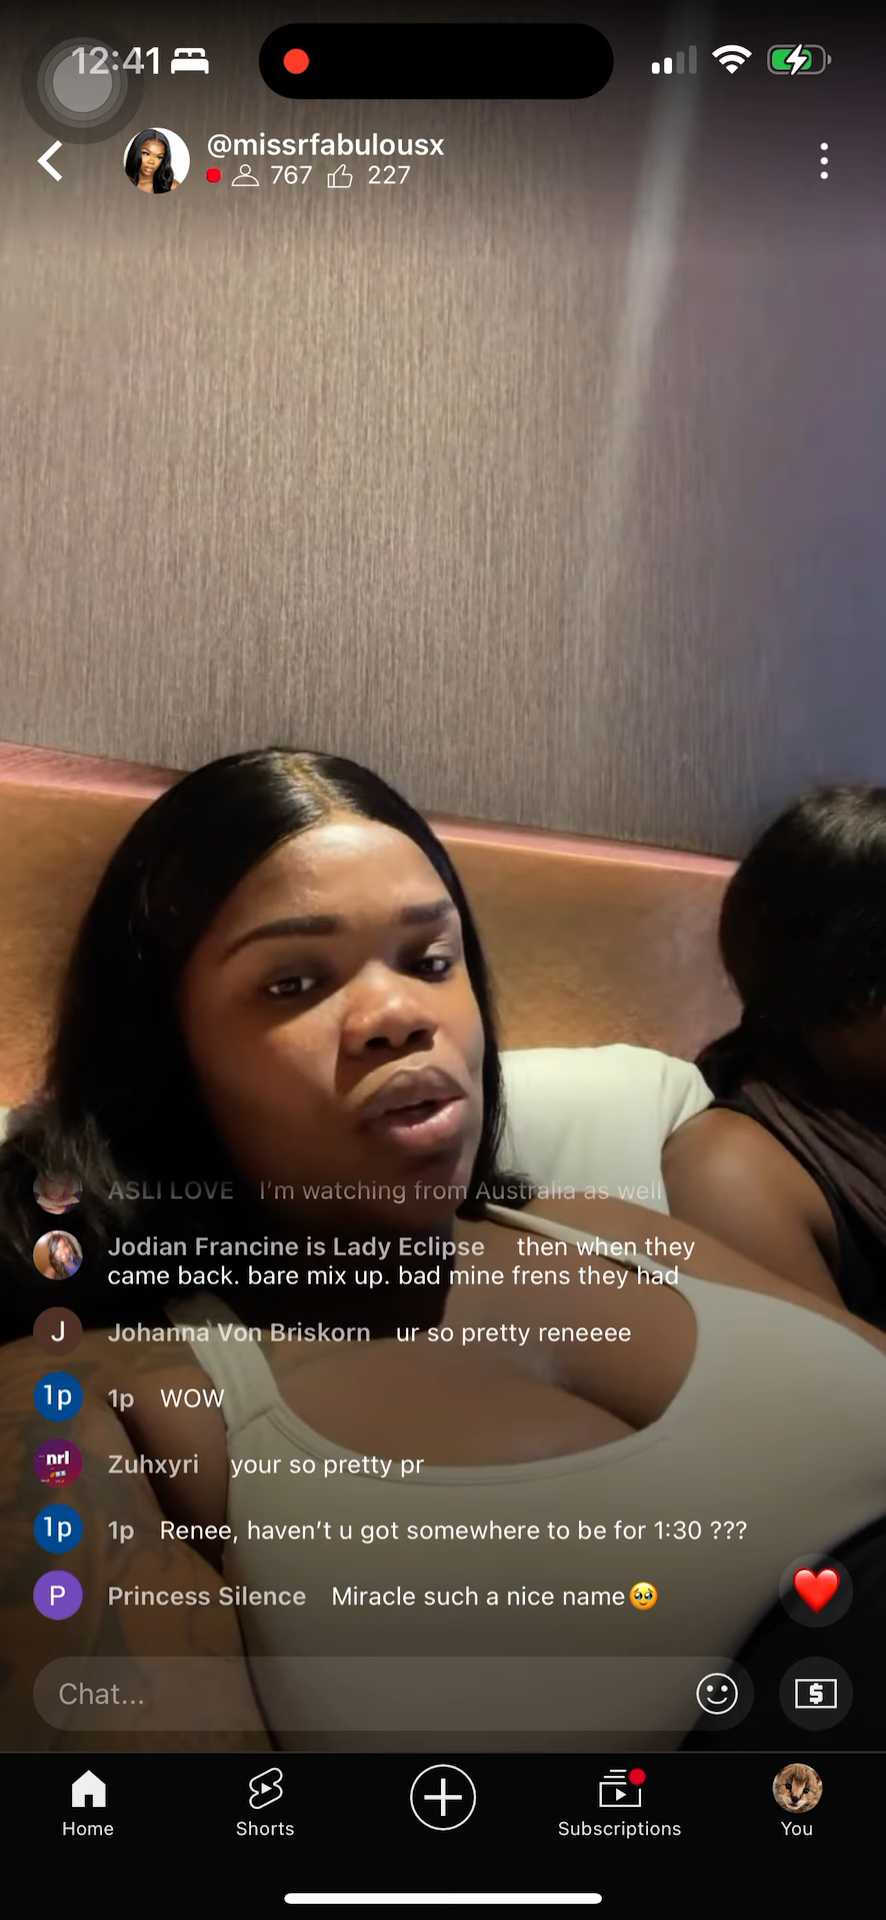 12:41
@missrfabulousx
767 227
ASLI LOVE I'm watching from Australia as well
Jodian Francine is Lady Eclipse then when they
came back. bare mix up. bad mine frens they had
J Johanna Von Briskorn ur so pretty reneeee
1p 1p WOW
nrl Zuhxyri your so pretty pr
1p 1p Renee, haven't u got somewhere to be for 1:30 ???
P Princess Silence Miracle such a nice name🥹
Chat...
Home Shorts Subscriptions You